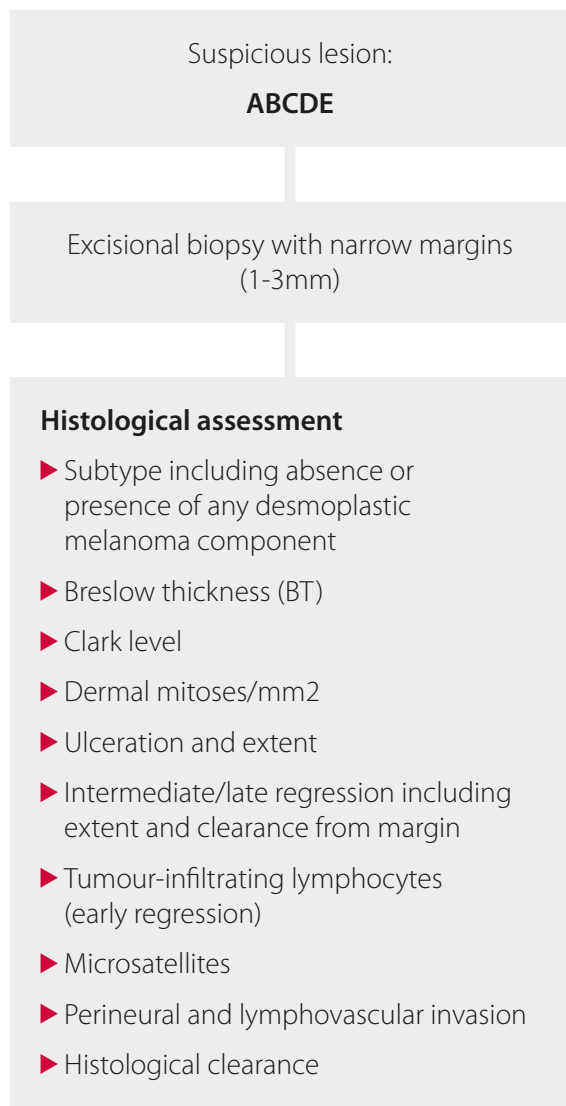 Suspicious lesion:
ABCDE
Excisional biopsy with narrow margins
(1-3mm)
Histological assessment
▶ Subtype including absence or
presence of any desmoplastic
melanoma component
▶ Breslow thickness (BT)
▶ Clark level
▶ Dermal mitoses/mm2
▶ Ulceration and extent
▶ Intermediate/late regression including
extent and clearance from margin
▶ Tumour-infiltrating lymphocytes
(early regression)
▶ Microsatellites
▶ Perineural and lymphovascular invasion
▶ Histological clearance